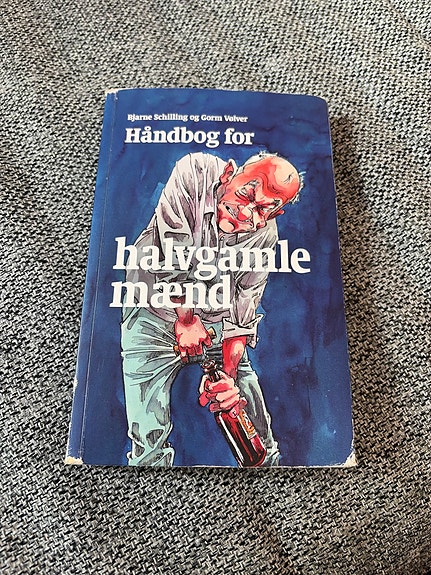 Bjarne Schilling og Gorm Vølver
Håndbog for
halvgamle
mænd